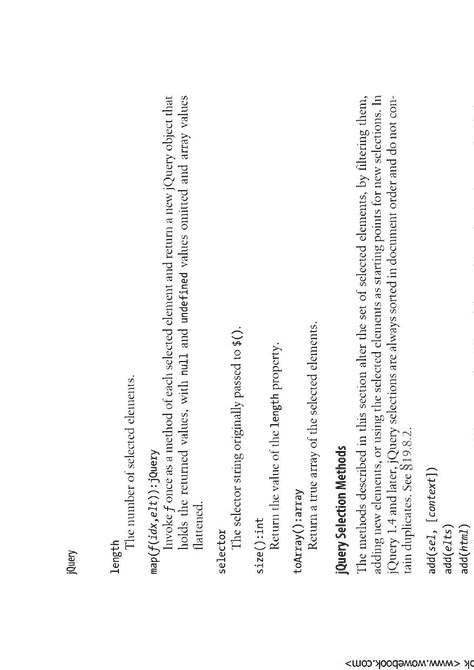 jQuery
length
The number of selected elements.
map(f(idx,elt)):jQuery
Invoke f once as a method of each selected element and return a new jQuery object that
holds the returned values, with null and undefined values omitted and array values
flattened.
selector
The selector string originally passed to $().
size():int
Return the value of the length property.
toArray():array
Return a true array of the selected elements.
jQuery Selection Methods
The methods described in this section alter the set of selected elements, by filtering them,
adding new elements, or using the selected elements as starting points for new selections. In
jQuery 1.4 and later, jQuery selections are always sorted in document order and do not con-
tain duplicates. See §19.8.2.
add(sel, [context])
add(elts)
add(html)
ok <www.wowebook.com>